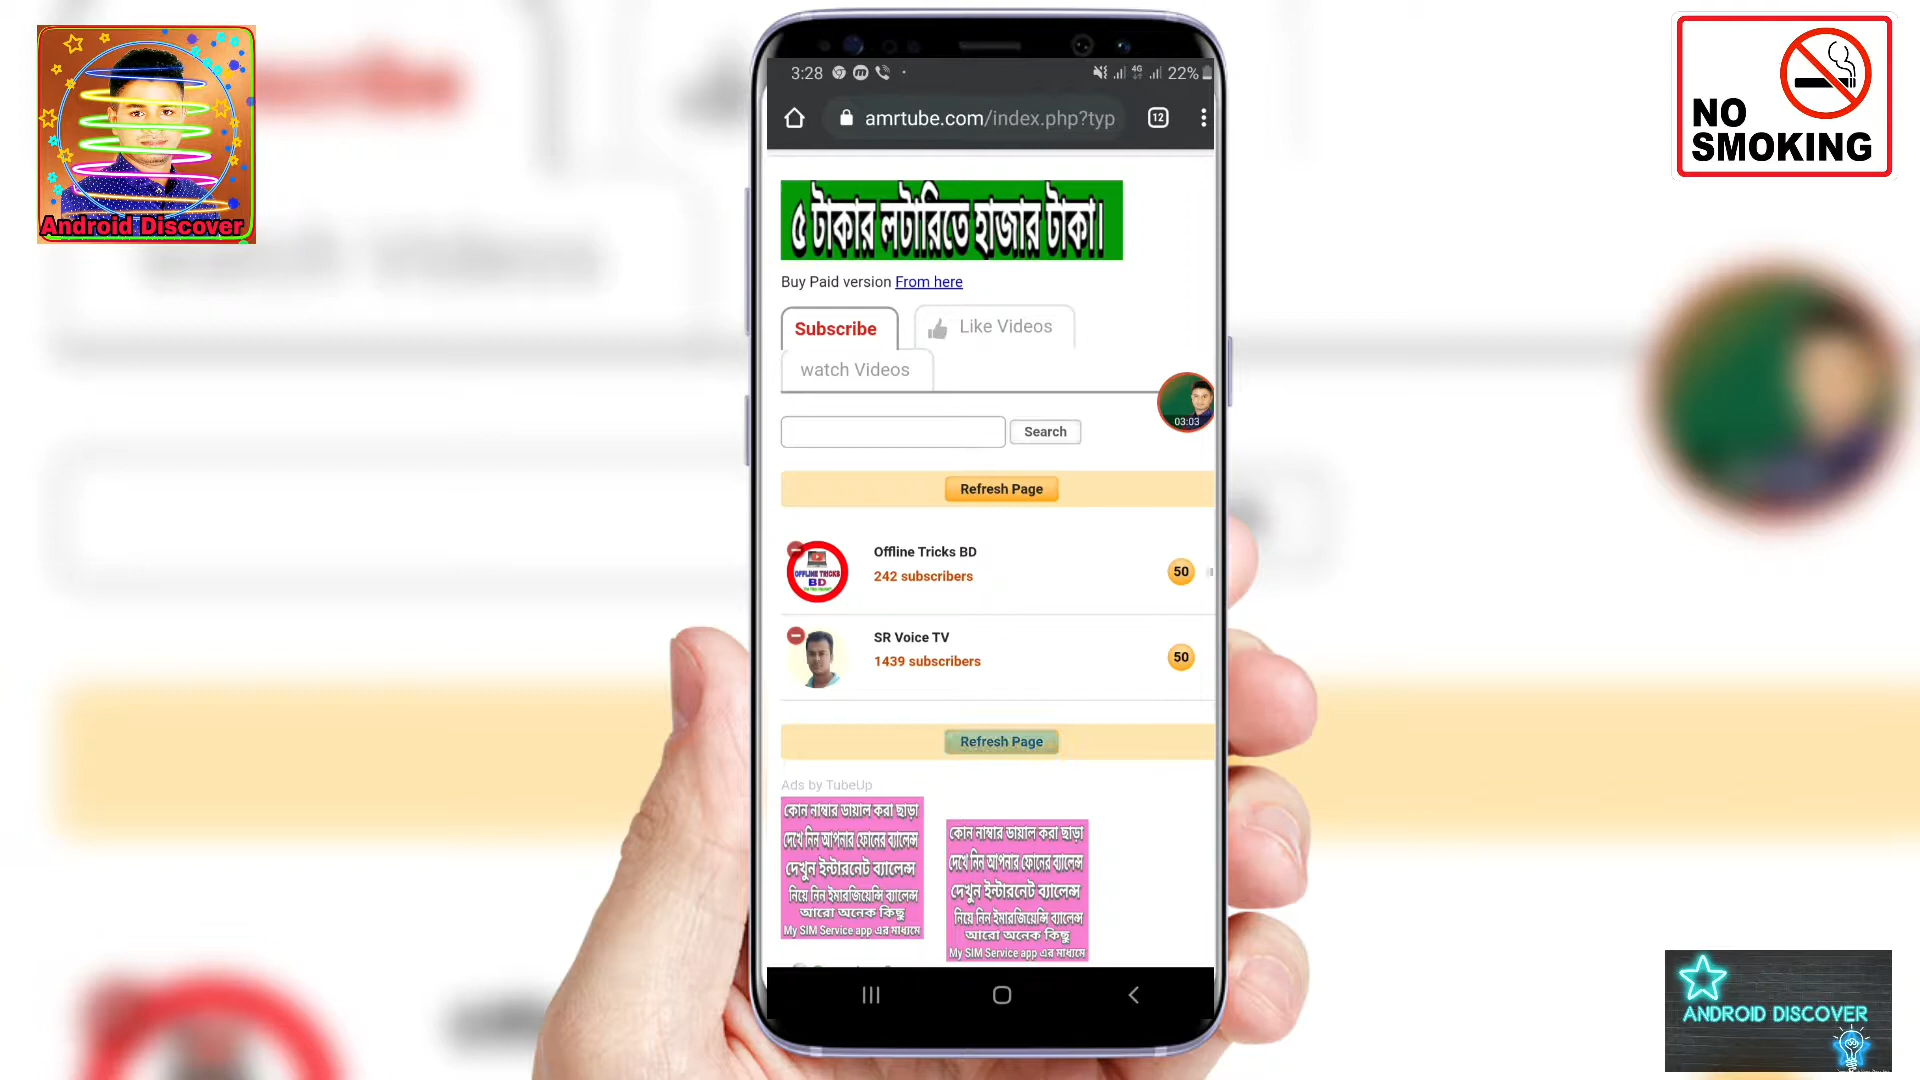 Android Discover
NO
SMOKING
3:28
4G
22%
amrtube.com/index.php?typ
12
৫ টাকার লটারিতে হাজার টাকা।
Buy Paid version From here
Subscribe
Like Videos
watch Videos
03:03
Search
Refresh Page
OFFLINE TRICKS
BD
Offline Tricks BD
242 subscribers
50
SR Voice TV
1439 subscribers
50
Refresh Page
Ads by TubeUp
কোন নাম্বার ডায়াল করা ছাড়া
দেখে নিন আপনার ফোনের ব্যালেন্স
দেখুন ইন্টারনেট ব্যালেন্স
নিয়ে নিন ইমারজিয়েন্সি ব্যালেন্স
আরো অনেক কিছু
My SIM Service app এর মাধ্যমে
কোন নাম্বার ডায়াল করা ছাড়া
দেখে নিন আপনার ফোনের ব্যালেন্স
দেখুন ইন্টারনেট ব্যালেন্স
নিয়ে নিন ইমারজিয়েন্সি ব্যালেন্স
আরো অনেক কিছু
My SIM Service app এর মাধ্যমে
ANDROID DISCOVER